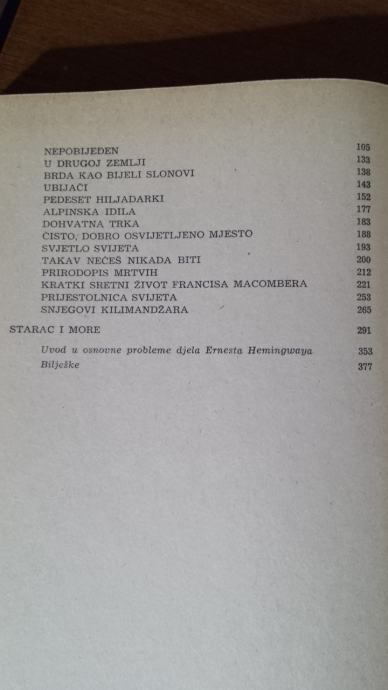 NEPOBIJEĐEN 105
U DRUGOJ ZEMLJI 133
BRDA KAO BIJELI SLONOVI 138
UBIJAČI 143
PEDESET HILJADARKI 152
ALPINSKA IDILA 177
DOHVATNA TRKA 183
ČISTO, DOBRO OSVIJETLJENO MJESTO 188
SVJETLO SVIJETA 193
TAKAV NEĆEŠ NIKADA BITI 200
PRIRODOPIS MRTVIH 212
KRATKI SRETNI ŽIVOT FRANCISA MACOMBERA 221
PRIJESTOLNICA SVIJETA 253
SNJEGOVI KILIMANDŽARA 265
STARAC I MORE 291
Uvod u osnovne probleme djela Ernesta Hemingwaya 353
Bilješke 377